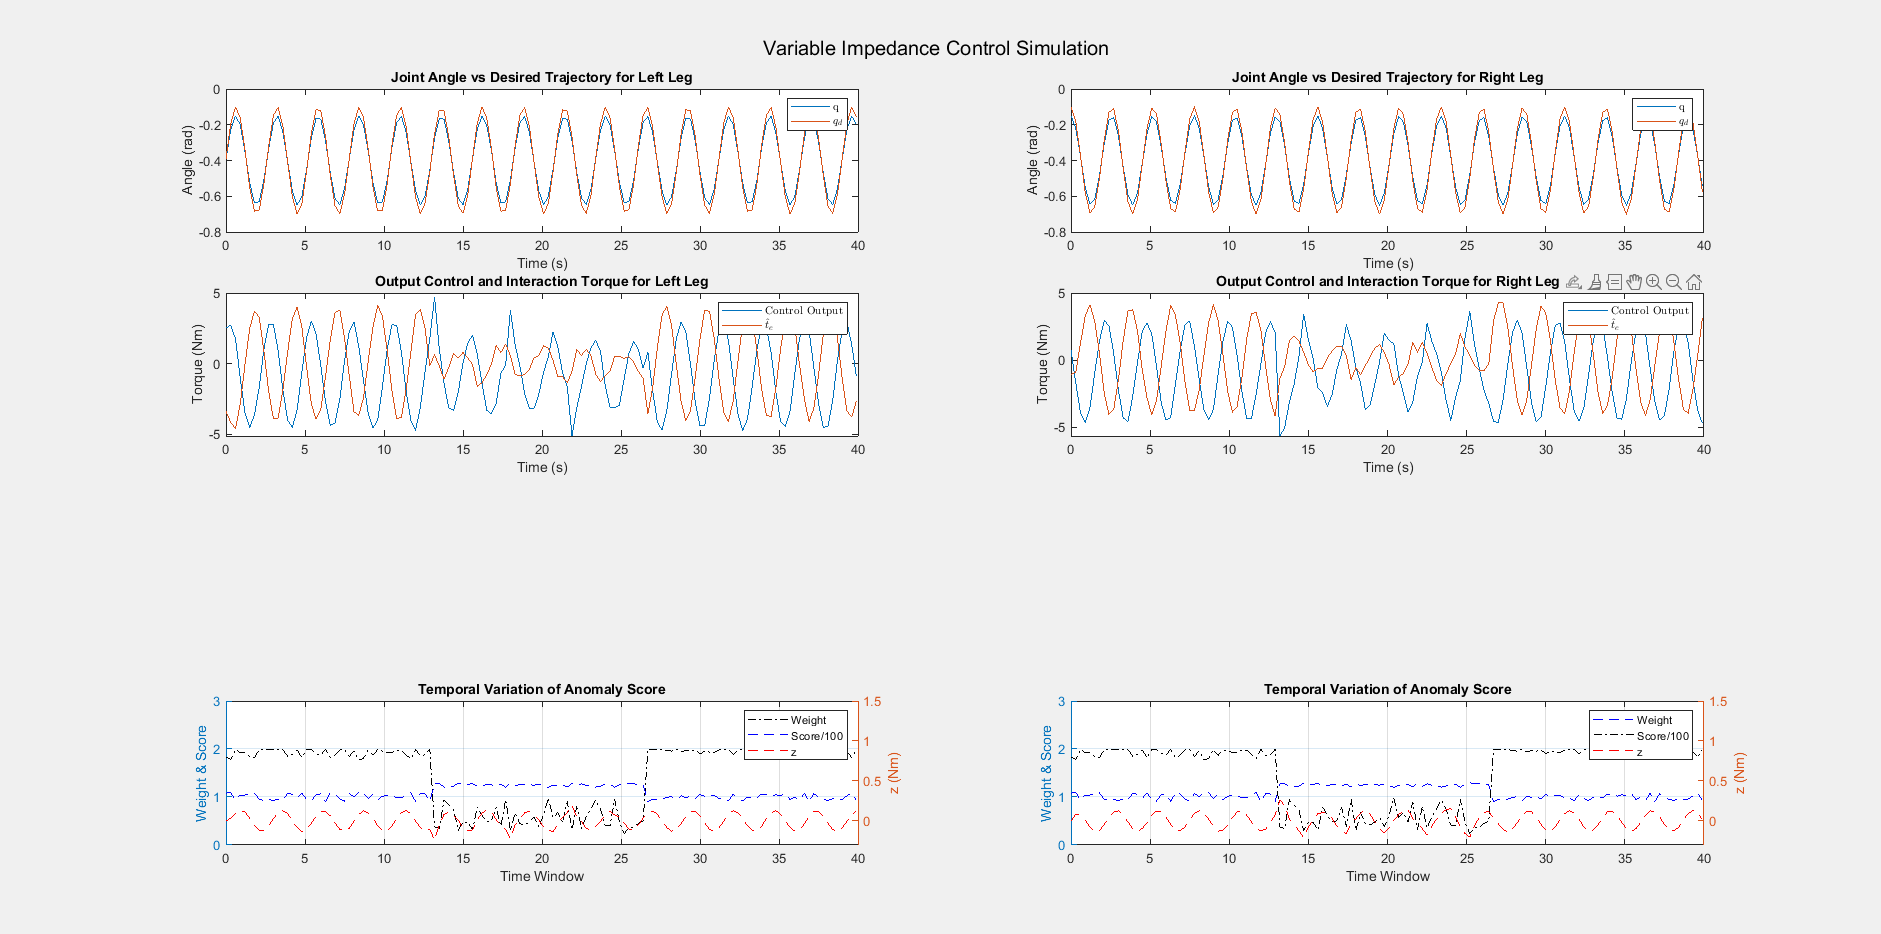 Variable Impedance Control Simulation
Joint Angle vs Desired Trajectory for Left Leg
Angle (rad)
0
-0.2
-0.4
-0.6
-0.8
q
q_d
0 5 10 15 20 25 30 35 40
Time (s)
Joint Angle vs Desired Trajectory for Right Leg
Angle (rad)
0
-0.2
-0.4
-0.6
-0.8
q
q_d
0 5 10 15 20 25 30 35 40
Time (s)
Output Control and Interaction Torque for Left Leg
Torque (Nm)
5
0
-5
Control Output
t̂_e
0 5 10 15 20 25 30 35 40
Time (s)
Output Control and Interaction Torque for Right Leg
Torque (Nm)
5
0
-5
Control Output
t̂_e
0 5 10 15 20 25 30 35 40
Time (s)
Temporal Variation of Anomaly Score
Weight & Score
3
2
1
0
Weight
Score/100
z
1.5
1
0.5
0
z (Nm)
0 5 10 15 20 25 30 35 40
Time Window
Temporal Variation of Anomaly Score
Weight & Score
3
2
1
0
Weight
Score/100
z
1.5
1
0.5
0
z (Nm)
0 5 10 15 20 25 30 35 40
Time Window